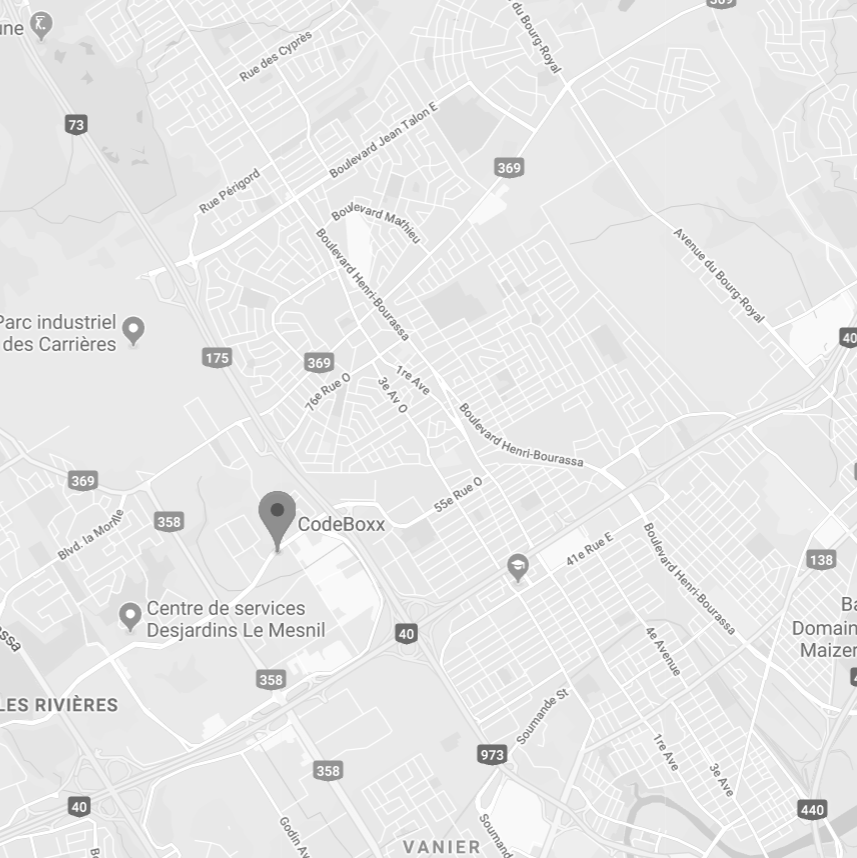 369
du Bourg-Royal
Rue des Cyprès
73
Boulevard Jean Talon E
369
Rue Périgord
Boulevard Mathieu
Boulevard Henri-Bourassa
Avenue du Bourg-Royal
Parc industriel
des Carrières
175
369
40
1re Ave
76e Rue O
3e Av O
Boulevard Henri-Bourassa
369
55e Rue O
358
CodeBoxx
Blvd. la Morille
41e Rue E
138
Boulevard Henri-Bourassa
Centre de services
Desjardins Le Mesnil
40
Domain
Maizer
4e Avenue
358
LES RIVIÈRES
Soumande St
973
1re Ave
358
3e Ave
40
440
Godin Av
Soumand
VANIER